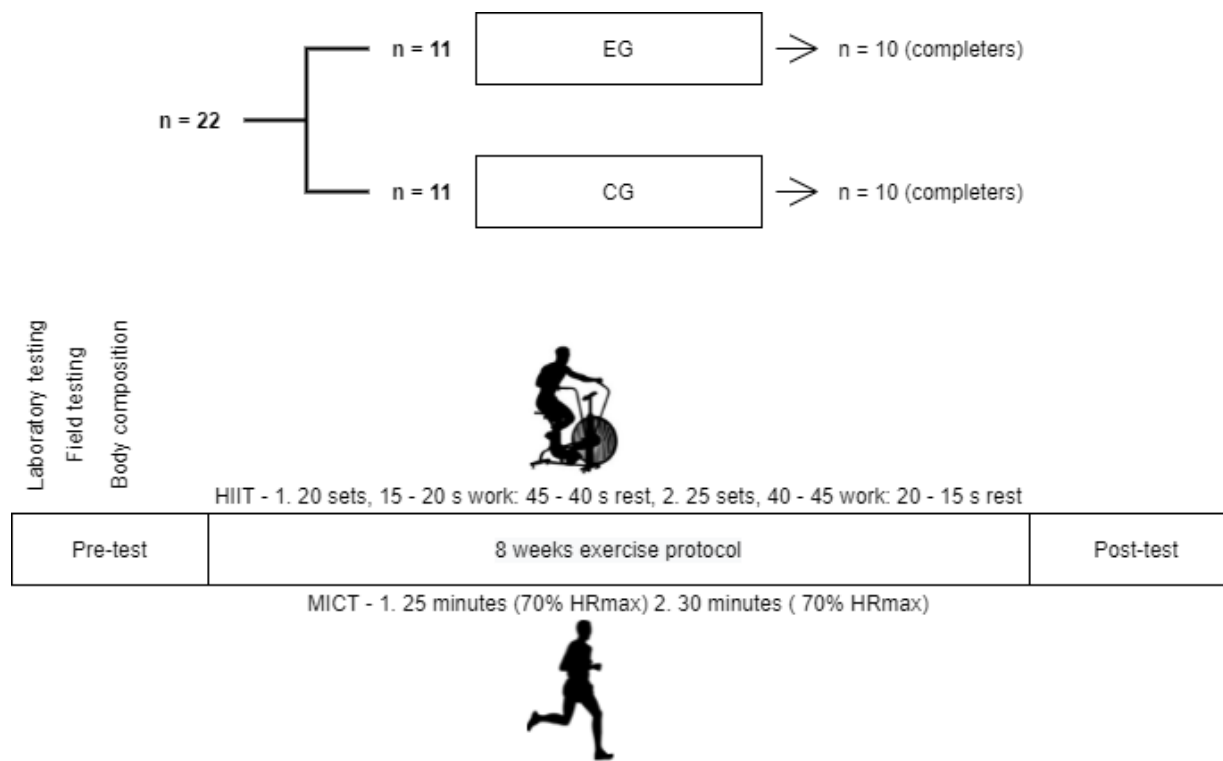 n = 11
EG
n = 10 (completers)
n = 22
n = 11
CG
n = 10 (completers)
Laboratory testing
Field testing
Body composition
HIIT - 1. 20 sets, 15 - 20 s work: 45 - 40 s rest, 2. 25 sets, 40 - 45 work: 20 - 15 s rest
Pre-test
8 weeks exercise protocol
Post-test
MICT - 1. 25 minutes (70% HRmax) 2. 30 minutes ( 70% HRmax)